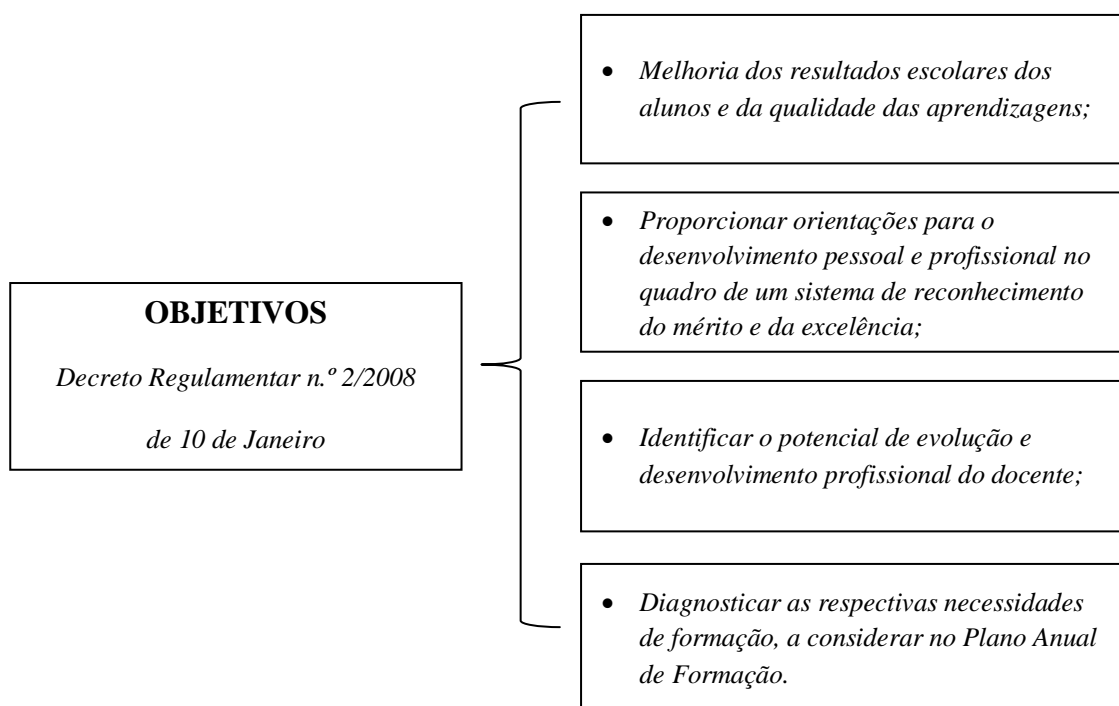 • Melhoria dos resultados escolares dos
alunos e da qualidade das aprendizagens;
• Proporcionar orientações para o
desenvolvimento pessoal e profissional no
quadro de um sistema de reconhecimento
do mérito e da excelência;
OBJETIVOS
Decreto Regulamentar n.º 2/2008
de 10 de Janeiro
• Identificar o potencial de evolução e
desenvolvimento profissional do docente;
• Diagnosticar as respectivas necessidades
de formação, a considerar no Plano Anual
de Formação.